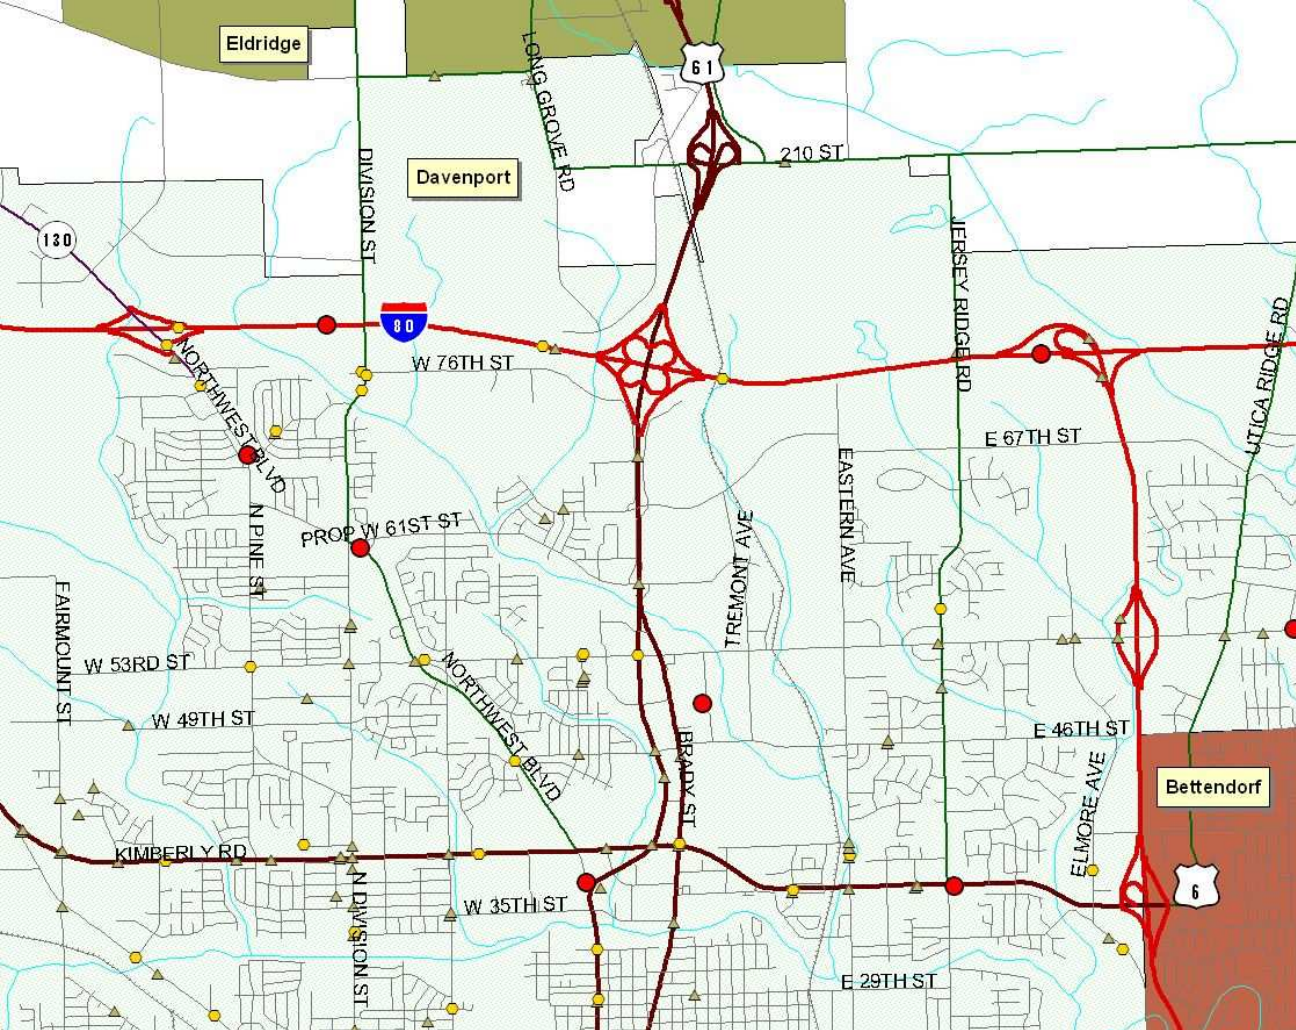 Eldridge
LONG GROVE RD
61
210 ST
DIVISION ST
Davenport
130
JERSEY RIDGE RD
UTICA RIDGE RD
80
W 76TH ST
NORTHWEST BLVD
E 67TH ST
EASTERN AVE
N PINE ST
PROP W 61ST ST
TREMONT AVE
FAIRMOUNT ST
W 53RD ST
NORTHWEST BLVD
W 49TH ST
E 46TH ST
BRADY ST
ELMORE AVE
Bettendorf
KIMBERLY RD
6
N DIVISION ST
W 35TH ST
E 29TH ST